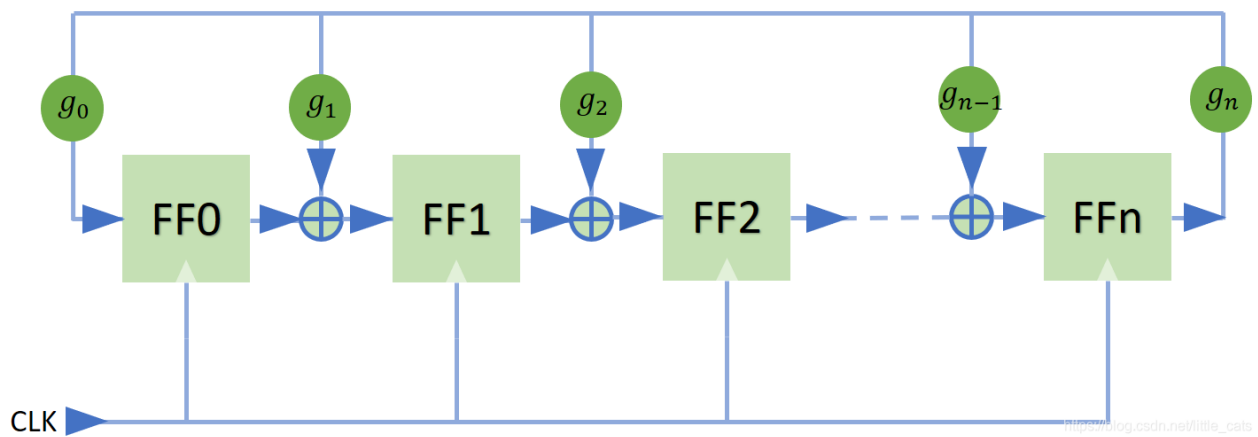 g₀ g₁ g₂ gₙ₋₁ gₙ
FF0 FF1 FF2 FFn
CLK
https://blog.csdn.net/little_cats